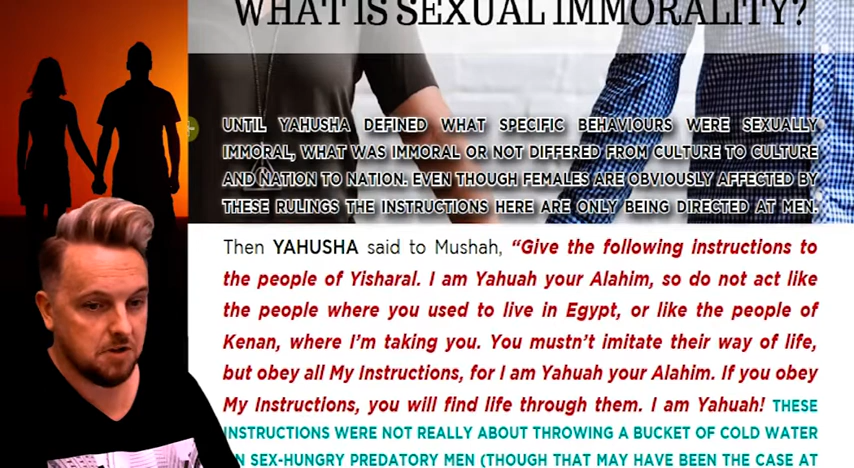 WHAT IS SEXUAL IMMORALITY?
UNTIL YAHUSHA DEFINED WHAT SPECIFIC BEHAVIOURS WERE SEXUALLY
IMMORAL, WHAT WAS IMMORAL OR NOT DIFFERED FROM CULTURE TO CULTURE
AND NATION TO NATION. EVEN THOUGH FEMALES ARE OBVIOUSLY AFFECTED BY
THESE RULINGS THE INSTRUCTIONS HERE ARE ONLY BEING DIRECTED AT MEN.
Then YAHUSHA said to Mushah, “Give the following instructions to
the people of Yisharal. I am Yahuah your Alahim, so do not act like
the people where you used to live in Egypt, or like the people of
Kenan, where I’m taking you. You mustn’t imitate their way of life,
but obey all My Instructions, for I am Yahuah your Alahim. If you obey
My Instructions, you will find life through them. I am Yahuah! THESE
INSTRUCTIONS WERE NOT REALLY ABOUT THROWING A BUCKET OF COLD WATER
SEX-HUNGRY PREDATORY MEN (THOUGH THAT MAY HAVE BEEN THE CASE AT